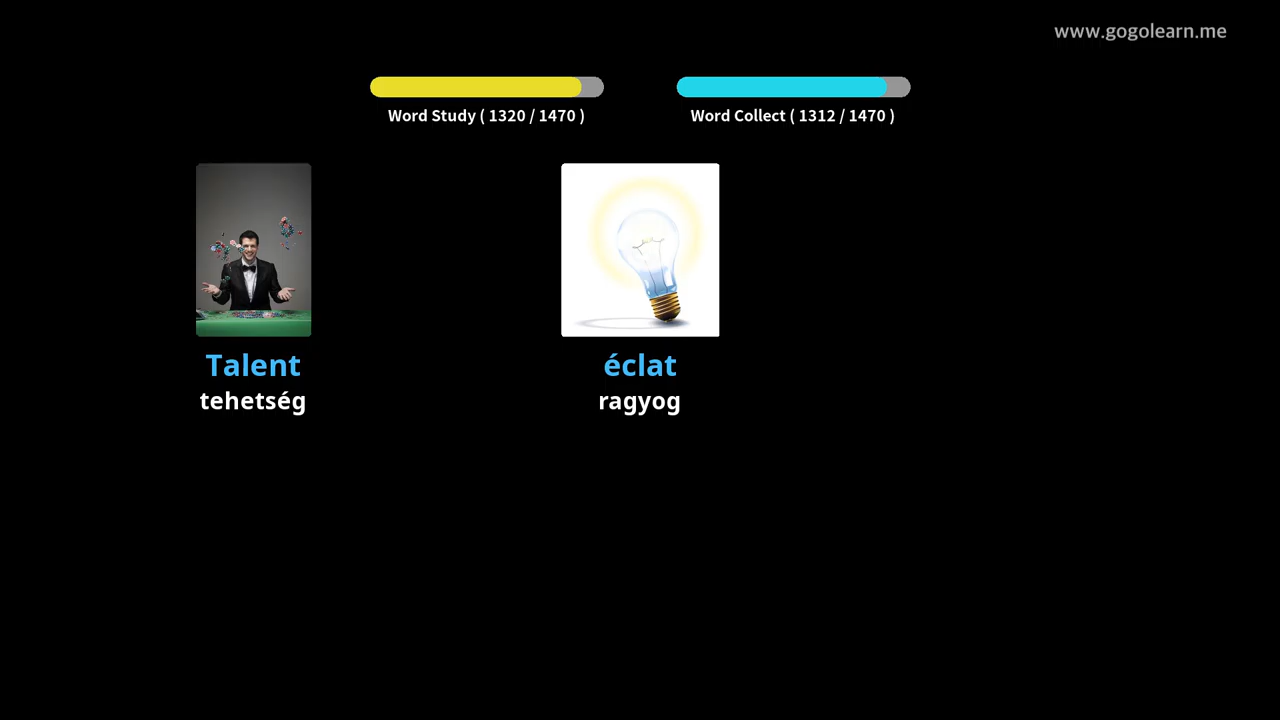 www.gogolearn.me
Word Study ( 1320 / 1470 )
Word Collect ( 1312 / 1470 )
Talent
tehetség
éclat
ragyog